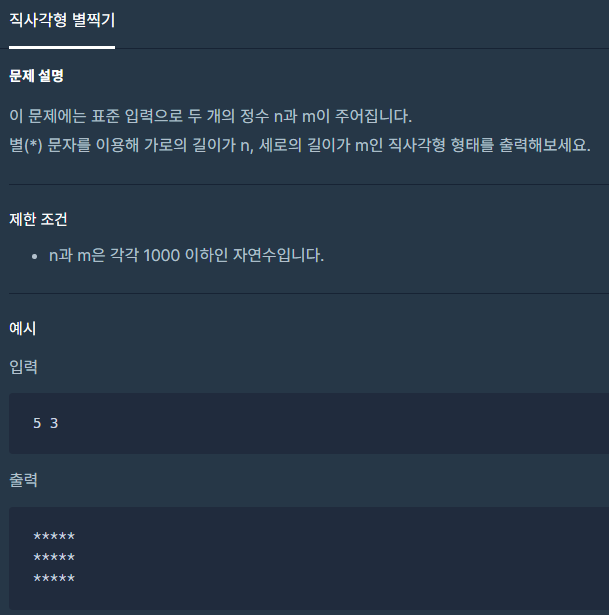 직사각형 별찍기
문제 설명
이 문제에는 표준 입력으로 두 개의 정수 n과 m이 주어집니다.
별(*) 문자를 이용해 가로의 길이가 n, 세로의 길이가 m인 직사각형 형태를 출력해보세요.
제한 조건
• n과 m은 각각 1000 이하인 자연수입니다.
예시
입력
5 3
출력
*****
*****
*****